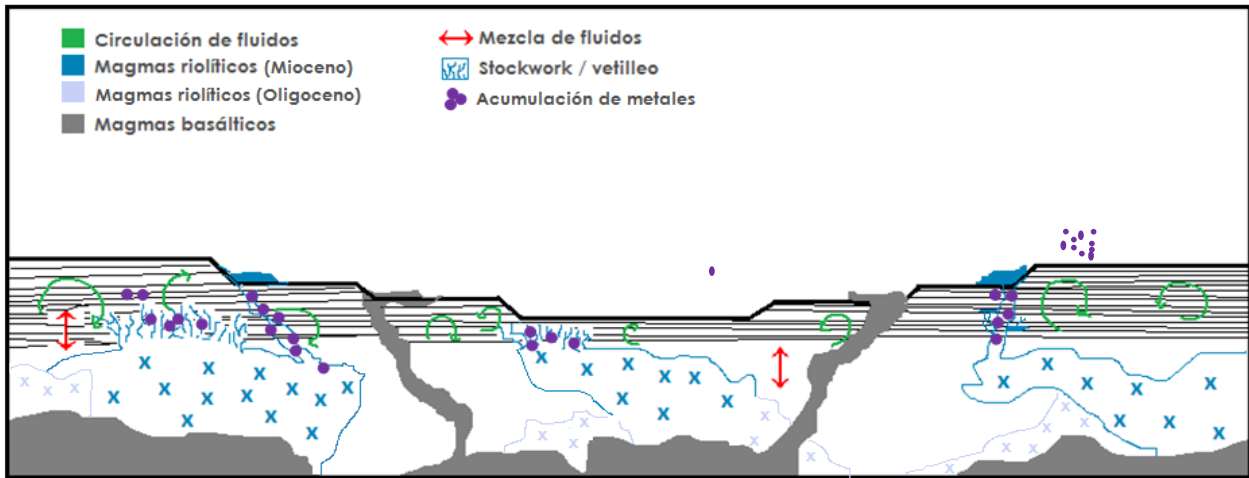 Circulación de fluidos
Magmas riolíticos (Mioceno)
Magmas riolíticos (Oligoceno)
Magmas basálticos
Mezcla de fluidos
Stockwork / vetilleo
Acumulación de metales